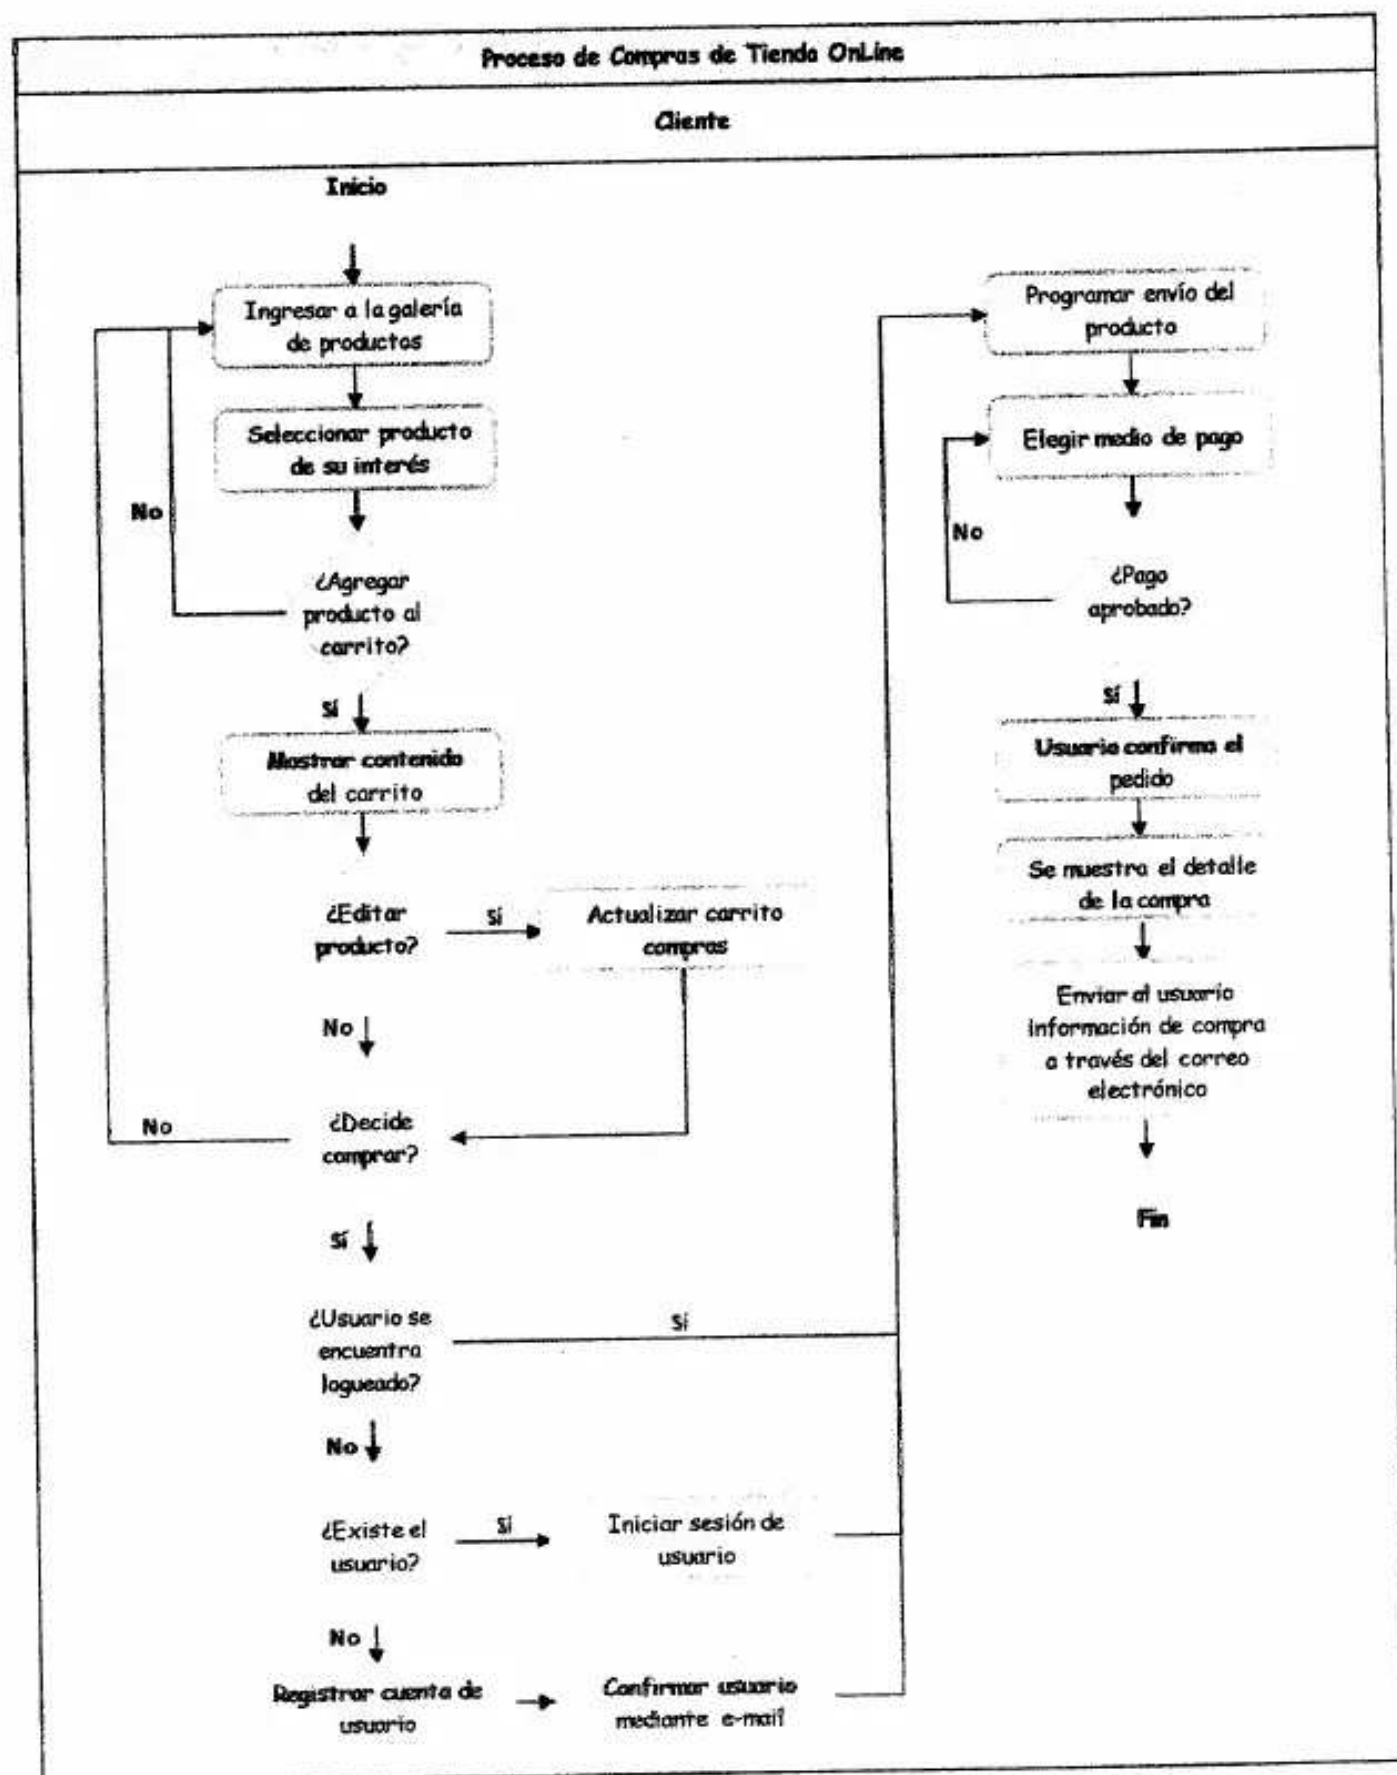 Proceso de Compras de Tienda OnLine
Cliente
Inicio
Ingresar a la galería
de productos
Seleccionar producto
de su interés
No
¿Agregar
producto al
carrito?
Sí
Mostrar contenido
del carrito
¿Editar
producto?
Sí
Actualizar carrito
compras
No
¿Decide
comprar?
No
Sí
¿Usuario se
encuentra
logueado?
Sí
No
¿Existe el
usuario?
Sí
Iniciar sesión de
usuario
No
Registrar cuenta de
usuario
Confirmar usuario
mediante e-mail
Programar envío del
producto
Elegir medio de pago
No
¿Pago
aprobado?
Sí
Usuario confirma el
pedido
Se muestra el detalle
de la compra
Enviar al usuario
información de compra
a través del correo
electrónico
Fin